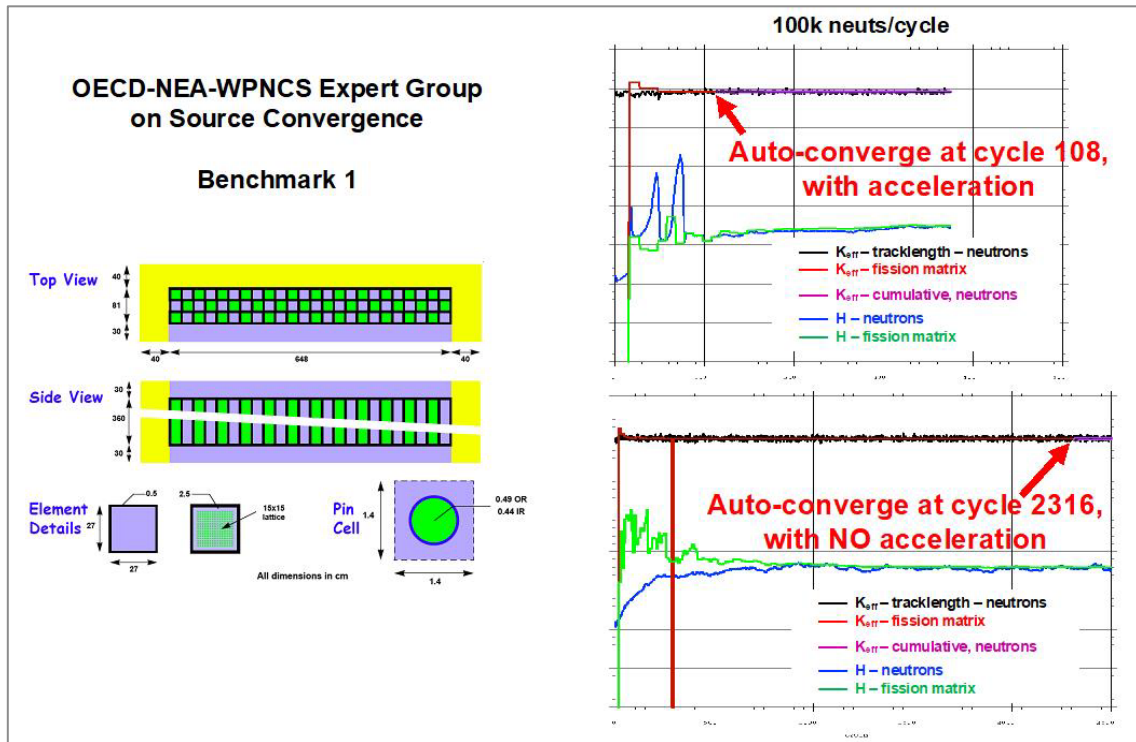 OECD-NEA-WPNCS Expert Group
on Source Convergence
Benchmark 1
Top View
40
81
30
40
648
40
Side View
30
360
30
Element
Details
0.5
27
27
2.5
15x15
lattice
Pin
Cell
1.4
1.4
0.49 OR
0.44 IR
All dimensions in cm
100k neuts/cycle
Auto-converge at cycle 108,
with acceleration
Keff – tracklength – neutrons
Keff – fission matrix
Keff – cumulative, neutrons
H – neutrons
H – fission matrix
Auto-converge at cycle 2316,
with NO acceleration
Keff – tracklength – neutrons
Keff – fission matrix
Keff – cumulative, neutrons
H – neutrons
H – fission matrix